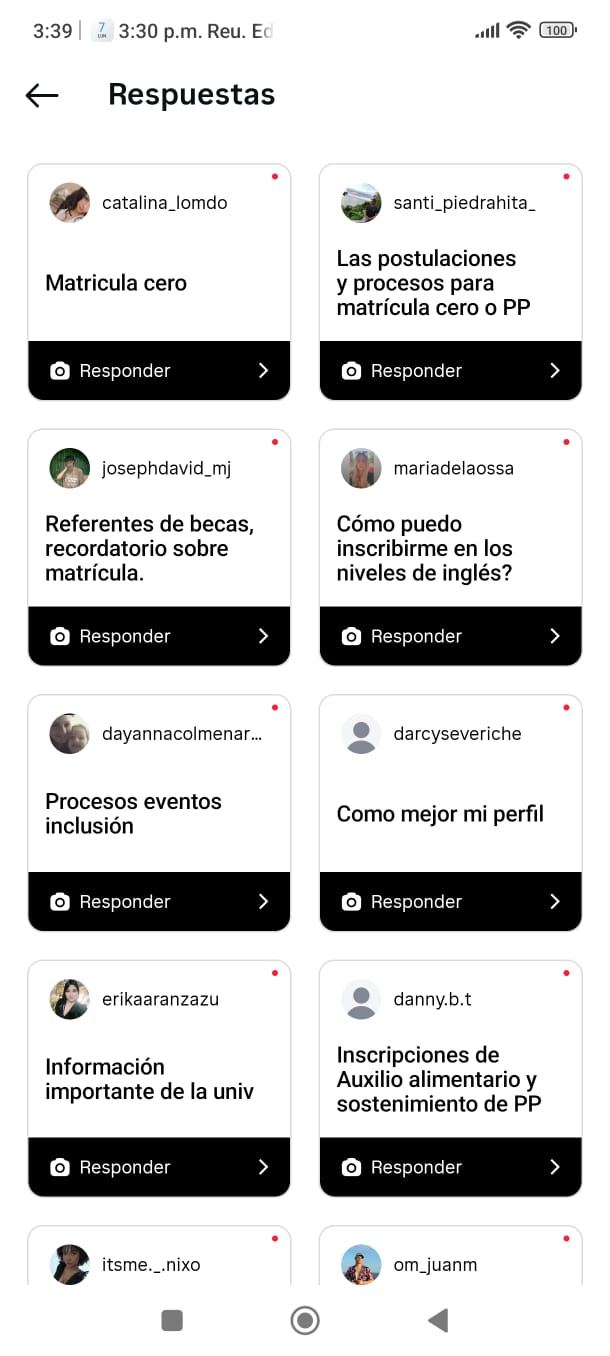 3:39 7 LUN 3:30 p.m. Reu. Ed 100
Respuestas
catalina_lomdo
Matricula cero
Responder
santi_piedrahita_
Las postulaciones
y procesos para
matrícula cero o PP
Responder
josephdavid_mj
Referentes de becas,
recordatorio sobre
matrícula.
Responder
mariadelaossa
Cómo puedo
inscribirme en los
niveles de inglés?
Responder
dayannacolmenar...
Procesos eventos
inclusión
Responder
darcyseveriche
Como mejor mi perfil
Responder
erikaaranzazu
Información
importante de la univ
Responder
danny.b.t
Inscripciones de
Auxilio alimentario y
sostenimiento de PP
Responder
itsme._.nixo
om_juanm